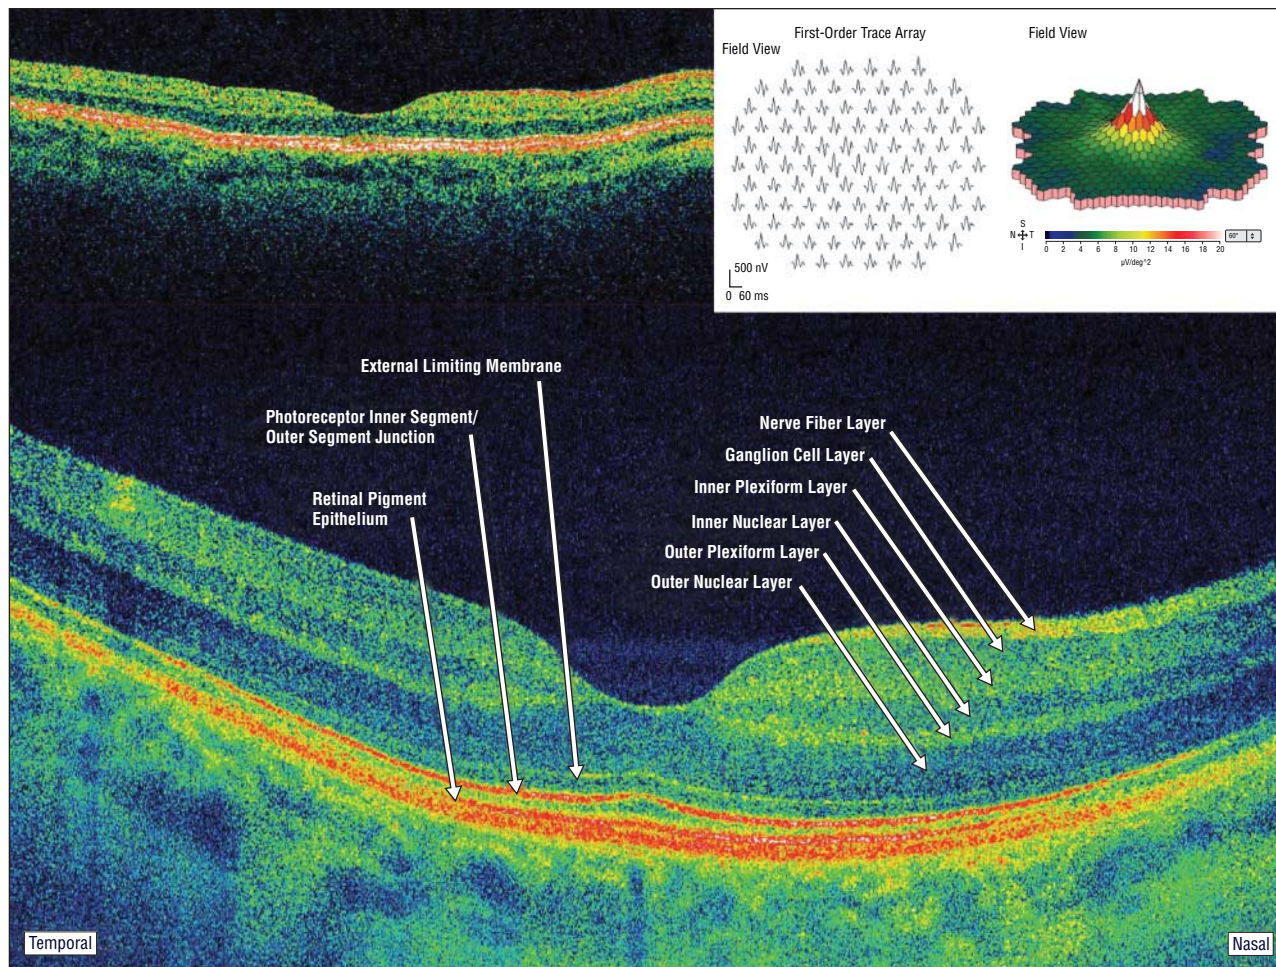 First-Order Trace Array
Field View
Field View
500 nV
0 60 ms
S
N T
I
0 2 4 6 8 10 12 14 16 18 20
µV/deg^2
60°
External Limiting Membrane
Photoreceptor Inner Segment/
Outer Segment Junction
Retinal Pigment
Epithelium
Nerve Fiber Layer
Ganglion Cell Layer
Inner Plexiform Layer
Inner Nuclear Layer
Outer Plexiform Layer
Outer Nuclear Layer
Temporal
Nasal